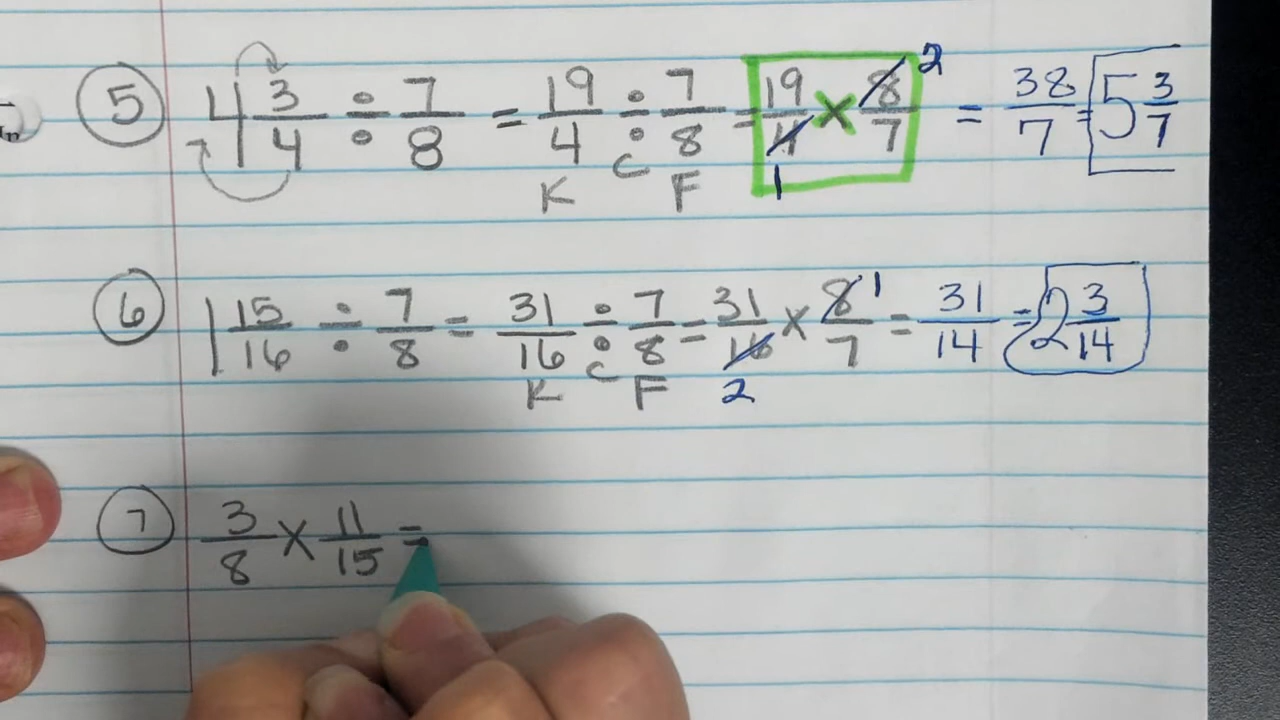 5 4 3/4 ÷ 7/8 = 19/4 ÷ 7/8 = 19/4 × 8/7 2 = 38/7 = 5 3/7
K C F 1
6 1 15/16 ÷ 7/8 = 31/16 ÷ 7/8 = 31/16 × 8/7 1 = 31/14 = 2 3/14
K C F 2
7 3/8 × 11/15 =